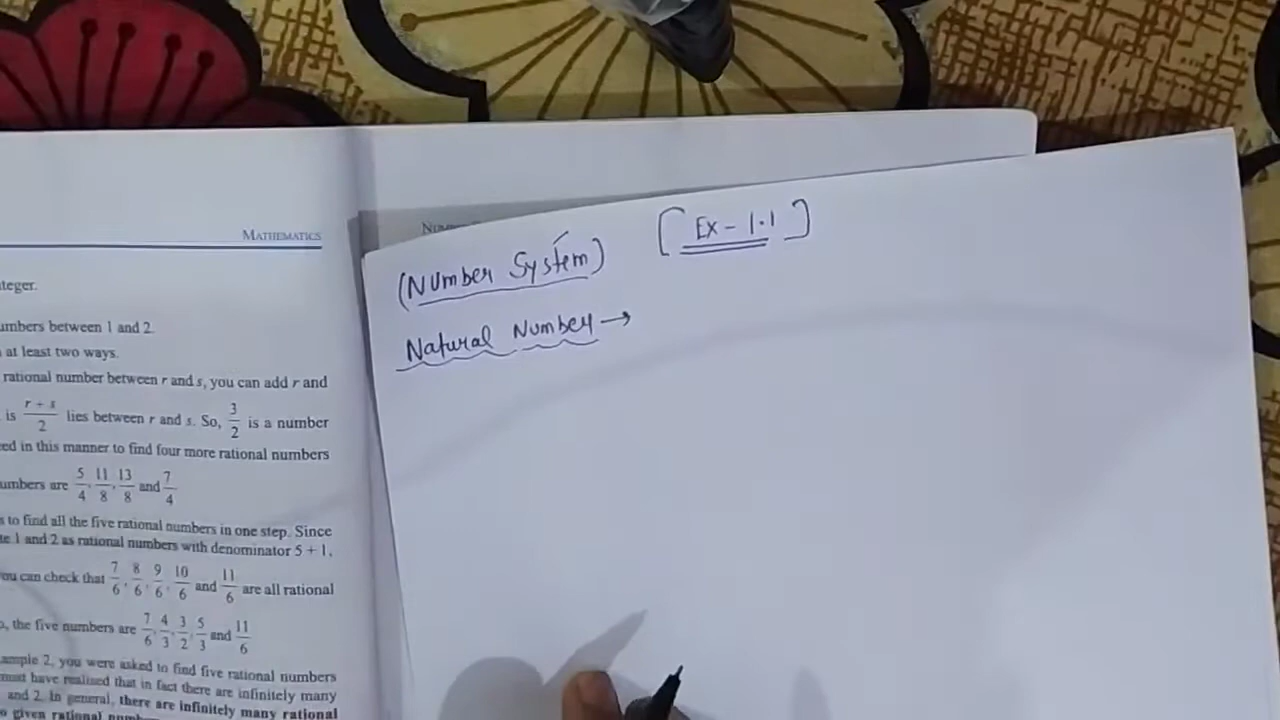 MATHEMATICS
teger.
umbers between 1 and 2.
at least two ways.
rational number between r and s, you can add r and
is r + s/2 lies between r and s. So, 3/2 is a number
ed in this manner to find four more rational numbers
umbers are 5/4, 11/8, 13/8 and 7/4
s to find all the five rational numbers in one step. Since
te 1 and 2 as rational numbers with denominator 5 + 1,
ou can check that 7/6, 8/6, 9/6, 10/6 and 11/6 are all rational
o, the five numbers are 7/6, 4/3, 3/2, 5/3 and 11/6
ample 2, you were asked to find five rational numbers
must have realised that in fact there are infinitely many
and 2. In general, there are infinitely many rational
o given rational
(Number System) [Ex - 1.1]
Natural Number →